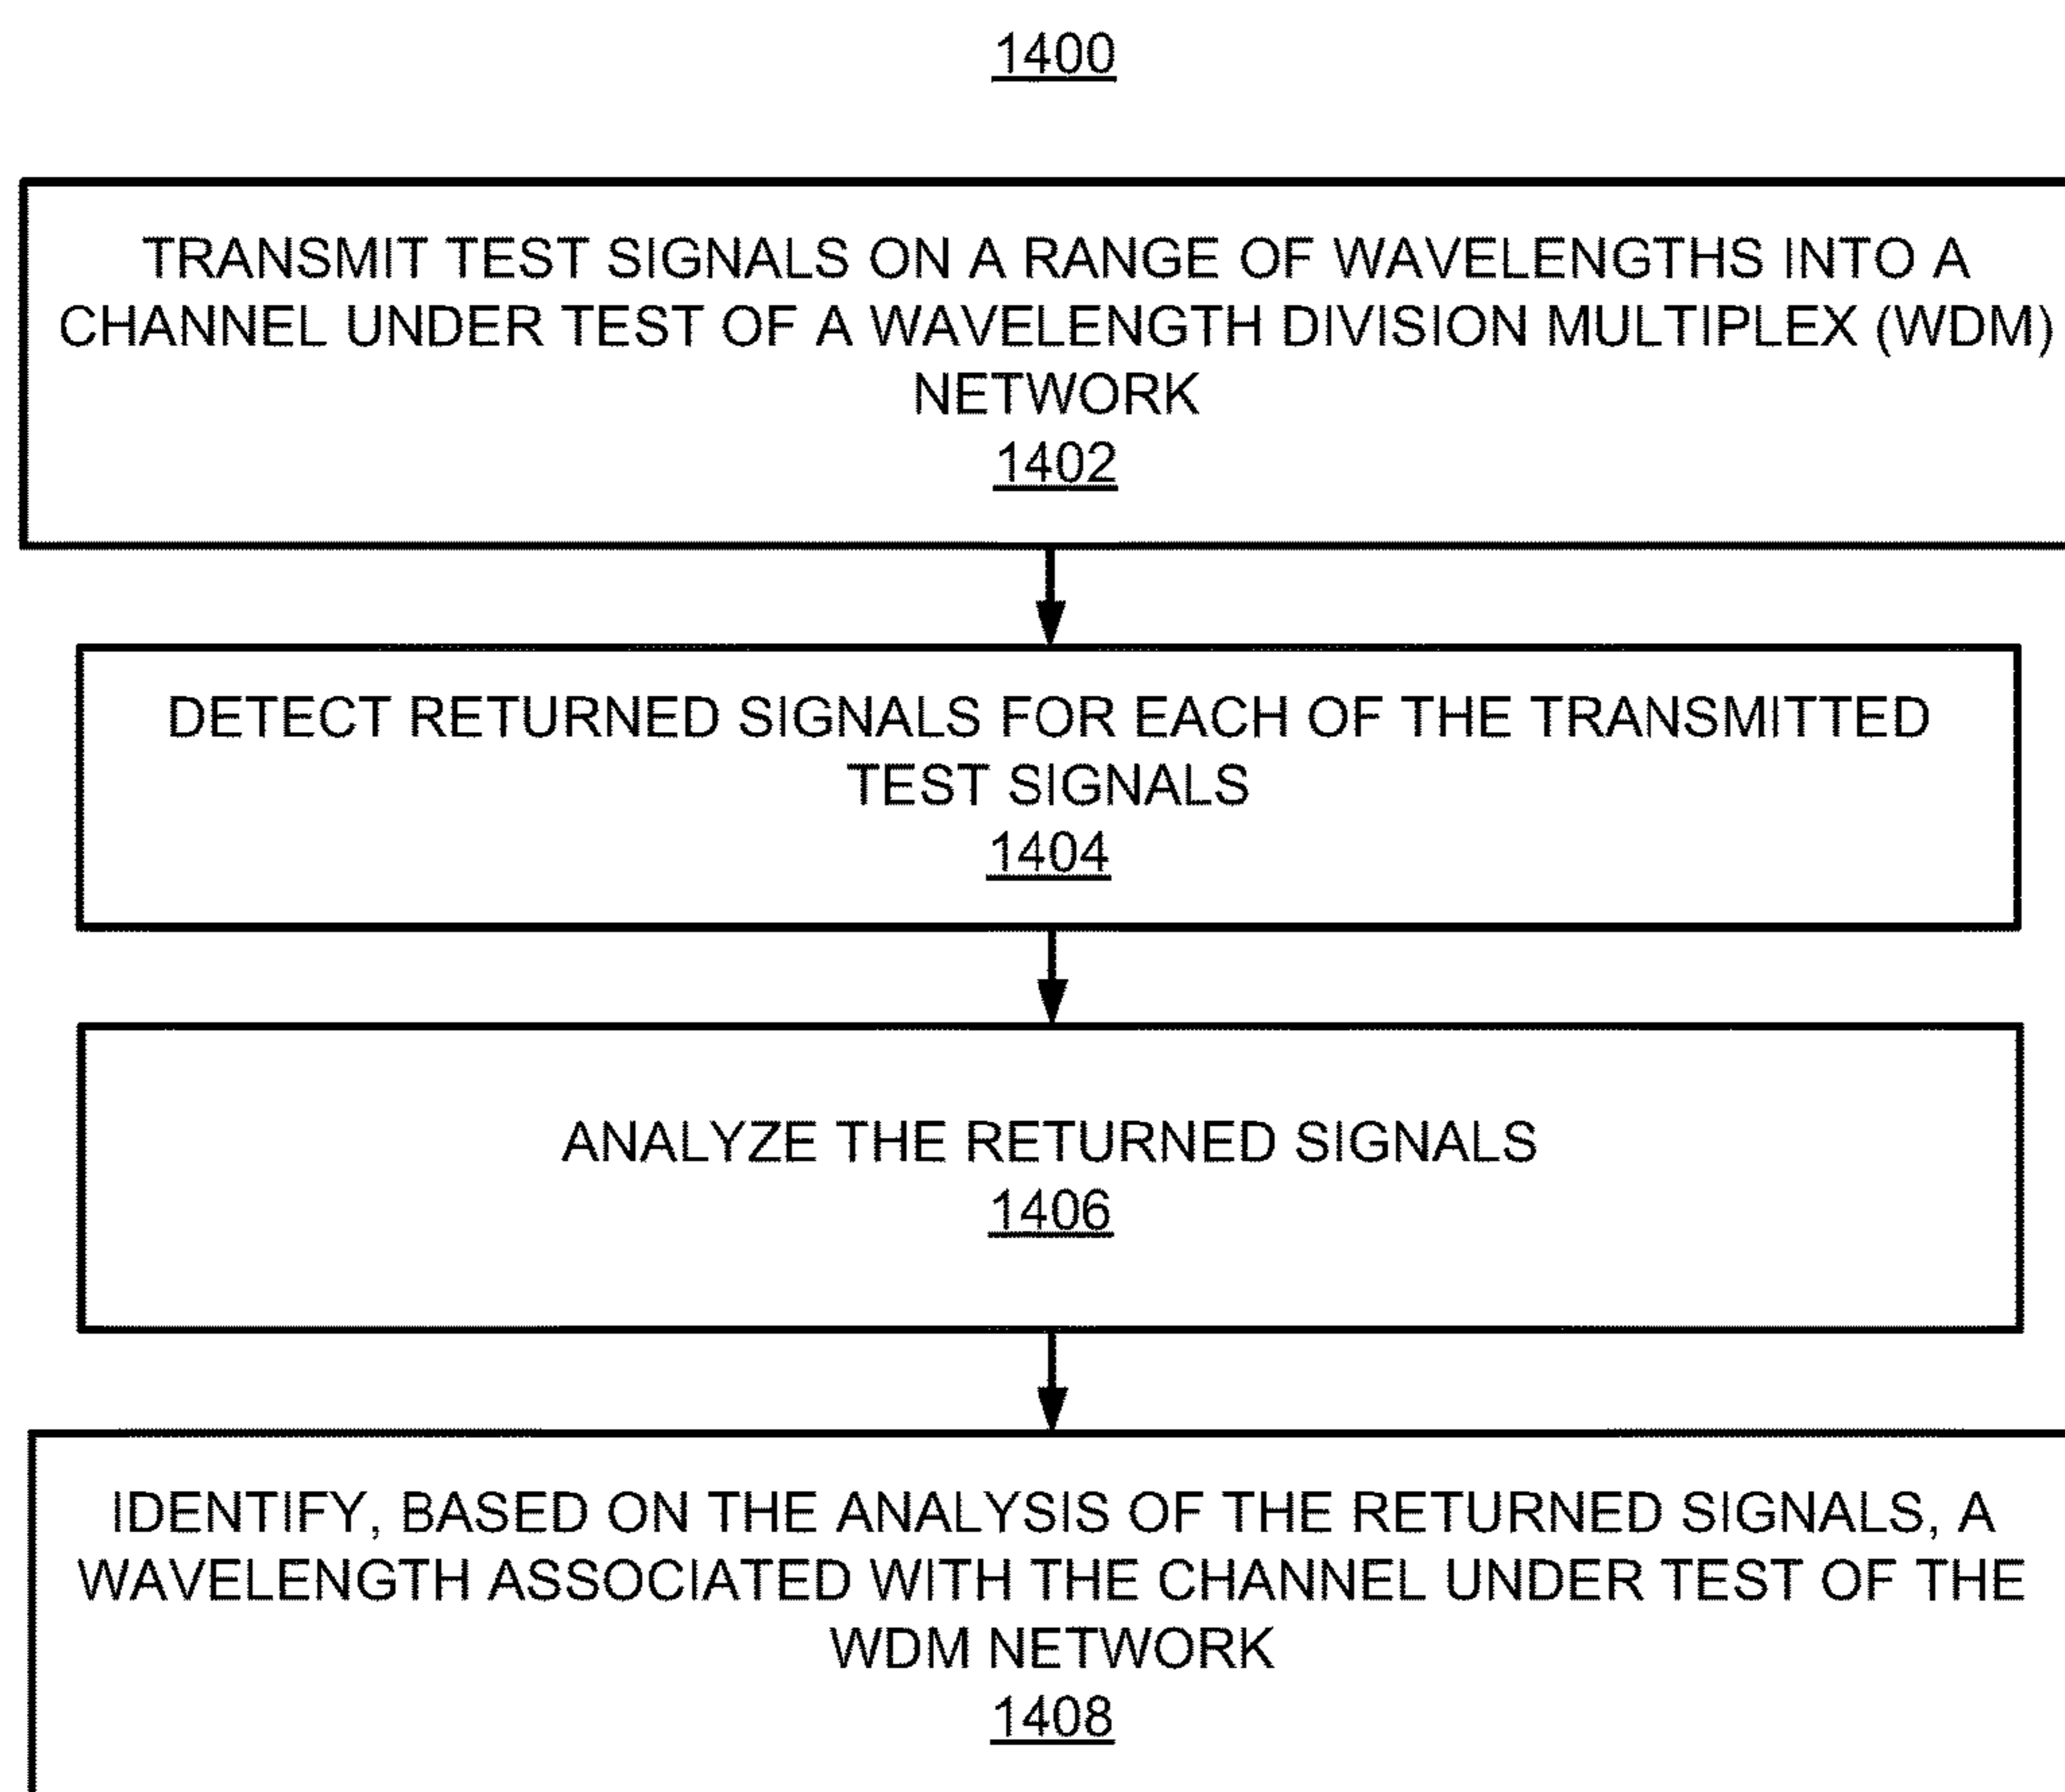 1400
TRANSMIT TEST SIGNALS ON A RANGE OF WAVELENGTHS INTO A
CHANNEL UNDER TEST OF A WAVELENGTH DIVISION MULTIPLEX (WDM)
NETWORK
1402
DETECT RETURNED SIGNALS FOR EACH OF THE TRANSMITTED
TEST SIGNALS
1404
ANALYZE THE RETURNED SIGNALS
1406
IDENTIFY, BASED ON THE ANALYSIS OF THE RETURNED SIGNALS, A
WAVELENGTH ASSOCIATED WITH THE CHANNEL UNDER TEST OF THE
WDM NETWORK
1408